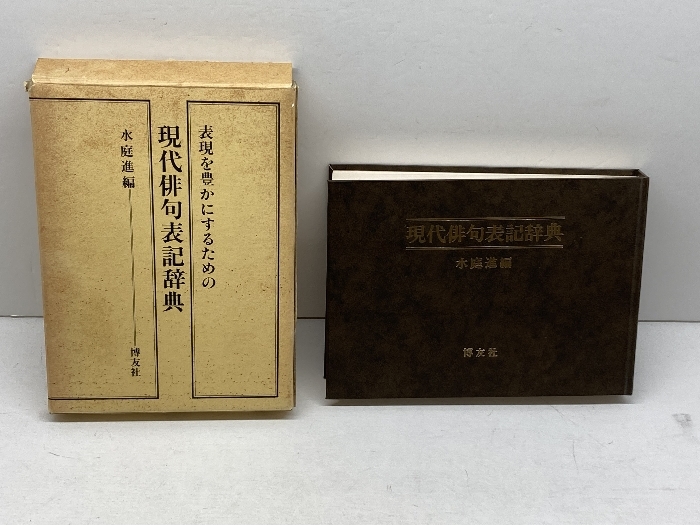 表現を豊かにするための
現代俳句表記辞典
水庭進編
博友社
現代俳句表記辞典
水庭進編
博友社